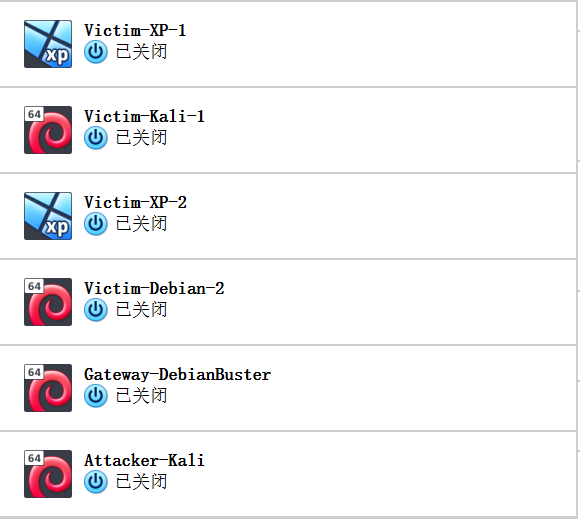 Victim-XP-1
xp
已关闭
Victim-Kali-1
64
已关闭
Victim-XP-2
xp
已关闭
Victim-Debian-2
64
已关闭
Gateway-DebianBuster
64
已关闭
Attacker-Kali
64
已关闭